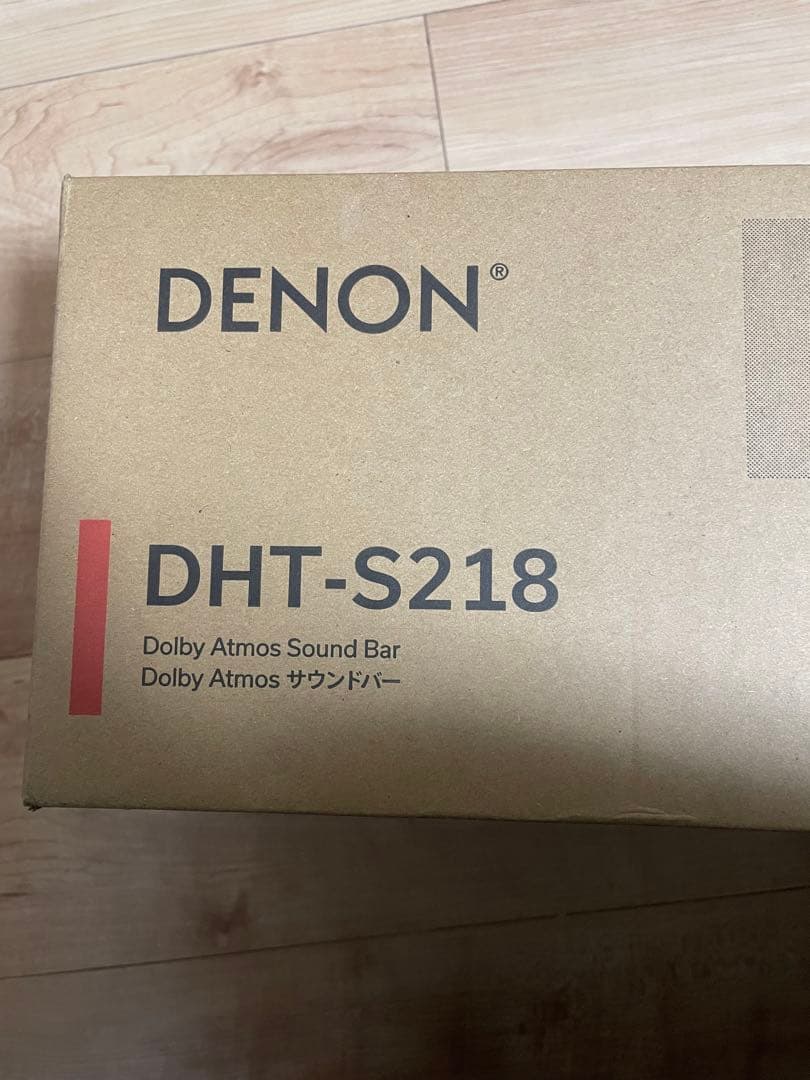 DENON®
DHT-S218
Dolby Atmos Sound Bar
Dolby Atmos サウンドバー